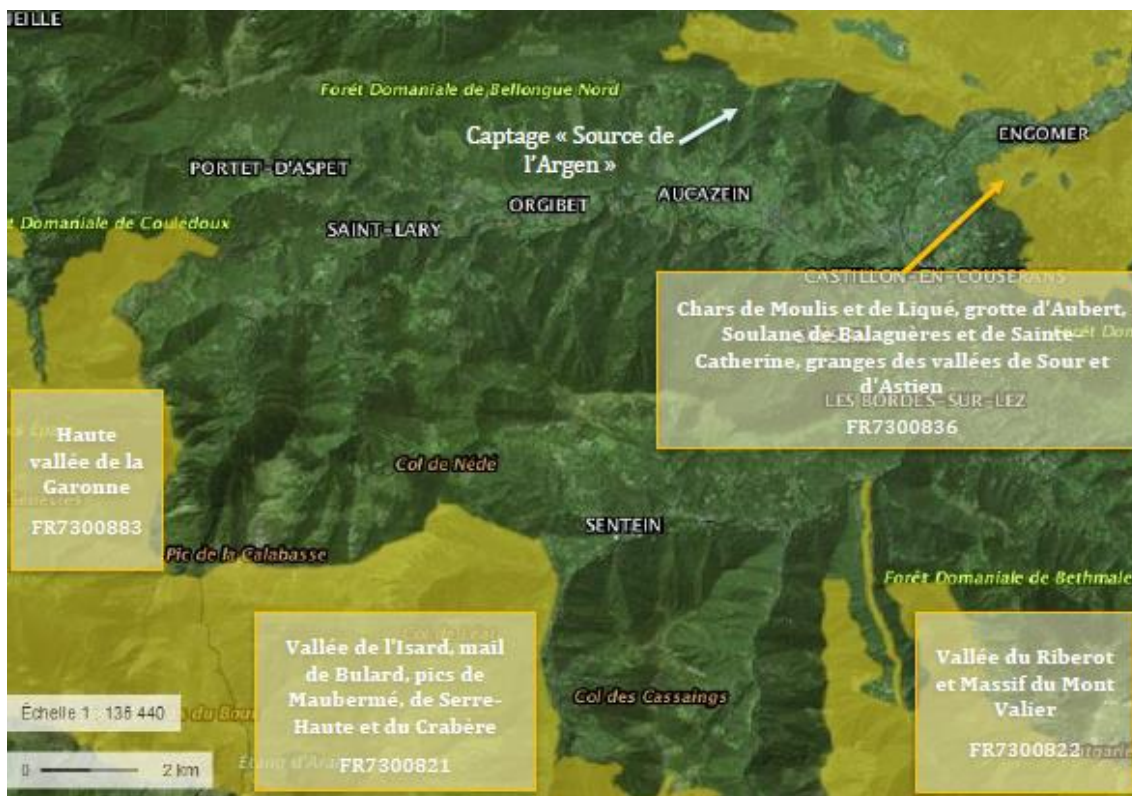 EILLE
Forêt Domaniale de Bellongue Nord
Captage « Source de
l'Argen »
ENGOMER
PORTET-D'ASPET
ORGIBET
AUCAZEIN
Domaniale de Couledoux
SAINT-LARY
CASTILLON-EN-COUSERANS
Chars de Moulis et de Liqué, grotte d'Aubert,
Soulane de Balaguères et de Sainte-
Catherine, granges des vallées de Sour et
d'Astien
LES BORDES-SUR-LEZ
FR7300836
Haute
vallée de la
Garonne
FR7300883
Col de Nédé
SENTEIN
Pic de la Calabasse
Forêt Domaniale de Bethmale
Vallée de l'Isard, mail
de Bulard, pics de
Maubermé, de Serre-
Haute et du Crabère
FR7300821
Col des Cassaings
Vallée du Riberot
et Massif du Mont
Valier
FR7300822
Échelle 1 : 136 440
0 2 km